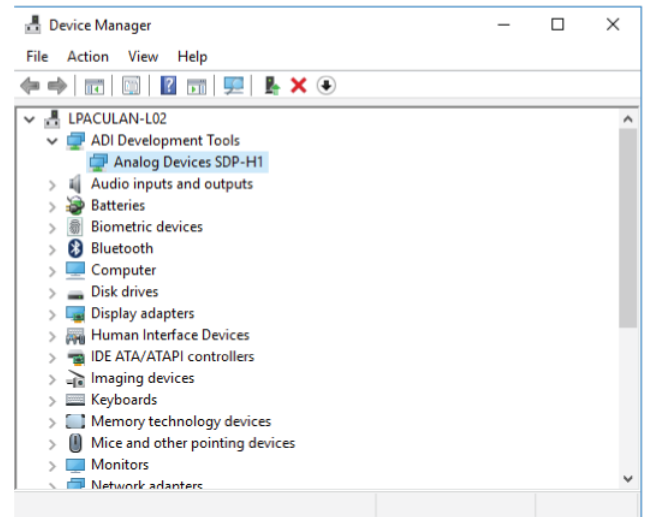 Device Manager
File Action View Help
LPACULAN-L02
ADI Development Tools
Analog Devices SDP-H1
Audio inputs and outputs
Batteries
Biometric devices
Bluetooth
Computer
Disk drives
Display adapters
Human Interface Devices
IDE ATA/ATAPI controllers
Imaging devices
Keyboards
Memory technology devices
Mice and other pointing devices
Monitors
Network adapters